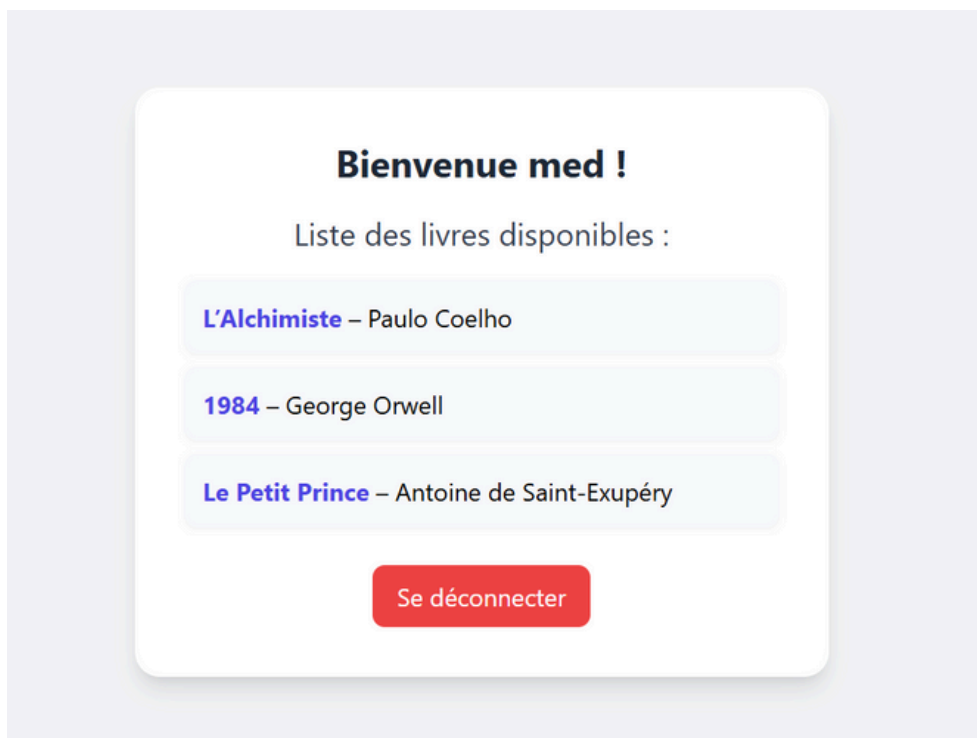 Bienvenue med !
Liste des livres disponibles :
L’Alchimiste – Paulo Coelho
1984 – George Orwell
Le Petit Prince – Antoine de Saint-Exupéry
Se déconnecter